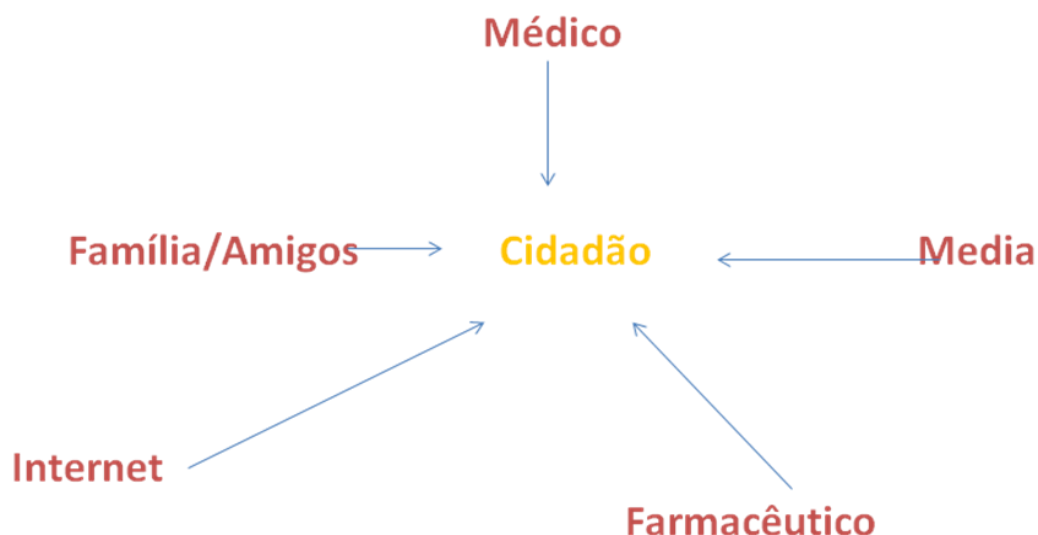 Médico
Família/Amigos
Cidadão
Media
Internet
Farmacêutico